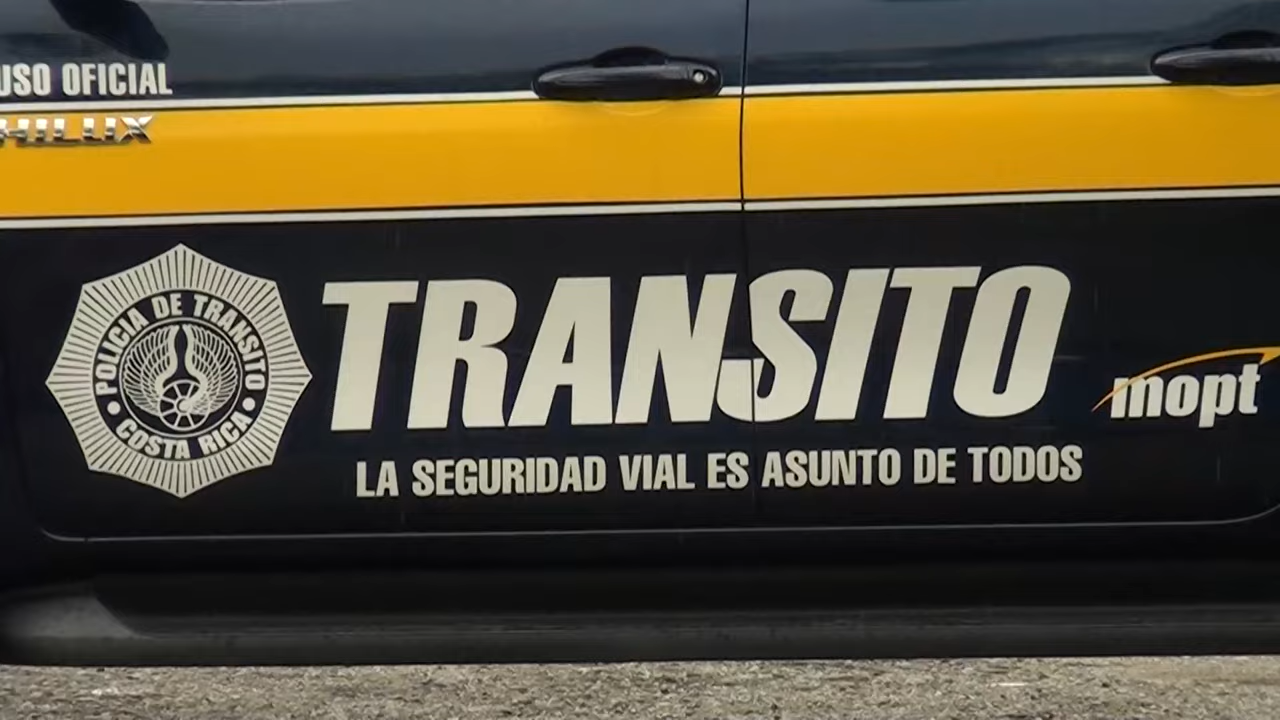 USO OFICIAL
HILUX
POLICIA DE TRANSITO
COSTA RICA
TRANSITO
mopt
LA SEGURIDAD VIAL ES ASUNTO DE TODOS